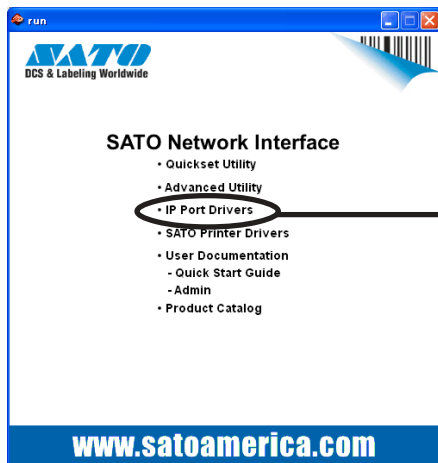 run
SATO
DCS & Labeling Worldwide
SATO Network Interface
• Quickset Utility
• Advanced Utility
• IP Port Drivers
• SATO Printer Drivers
• User Documentation
- Quick Start Guide
- Admin
• Product Catalog
www.satoamerica.com